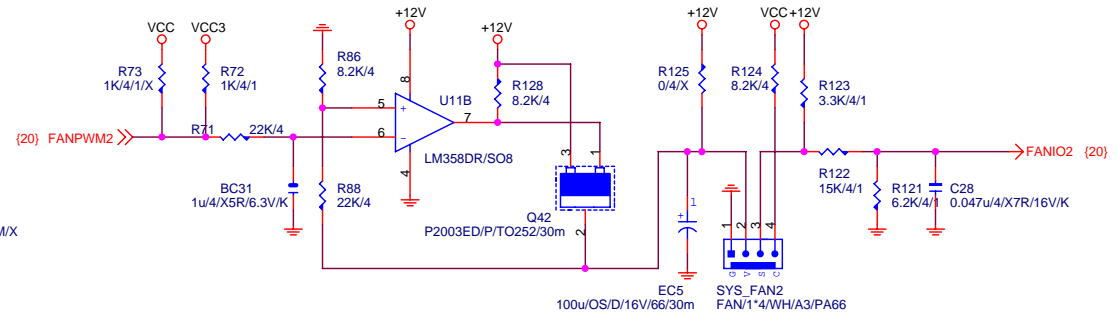 VCC
VCC3
+12V
+12V
+12V
VCC
+12V
R73
1K/4/1/X
R72
1K/4/1
R86
8.2K/4
8
U11B
R128
8.2K/4
R125
0/4/X
R124
8.2K/4
R123
3.3K/4/1
{20} FANPWM2
R71
22K/4
5
+
6
−
7
4
LM358DR/SO8
3
1
R122
15K/4/1
FANIO2 {20}
BC31
1u/4/X5R/6.3V/K
R88
22K/4
Q42
P2003ED/P/TO252/30m
2
+
1
1
2
3
4
R121
6.2K/4/1
C28
0.047u/4/X7R/16V/K
M/X
G
V
S
C
EC5
100u/OS/D/16V/66/30m
SYS_FAN2
FAN/1*4/WH/A3/PA66